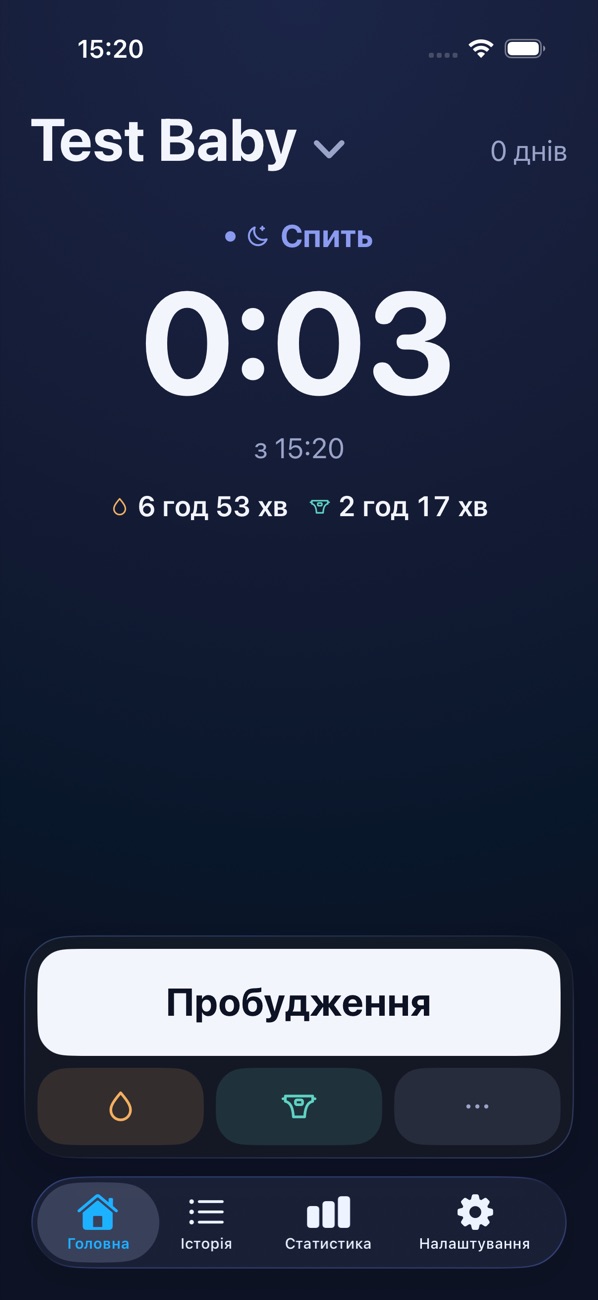 15:20
Test Baby
0 днів
Спить
0:03
з 15:20
6 год 53 хв 2 год 17 хв
Пробудження
...
Головна Історія Статистика Налаштування